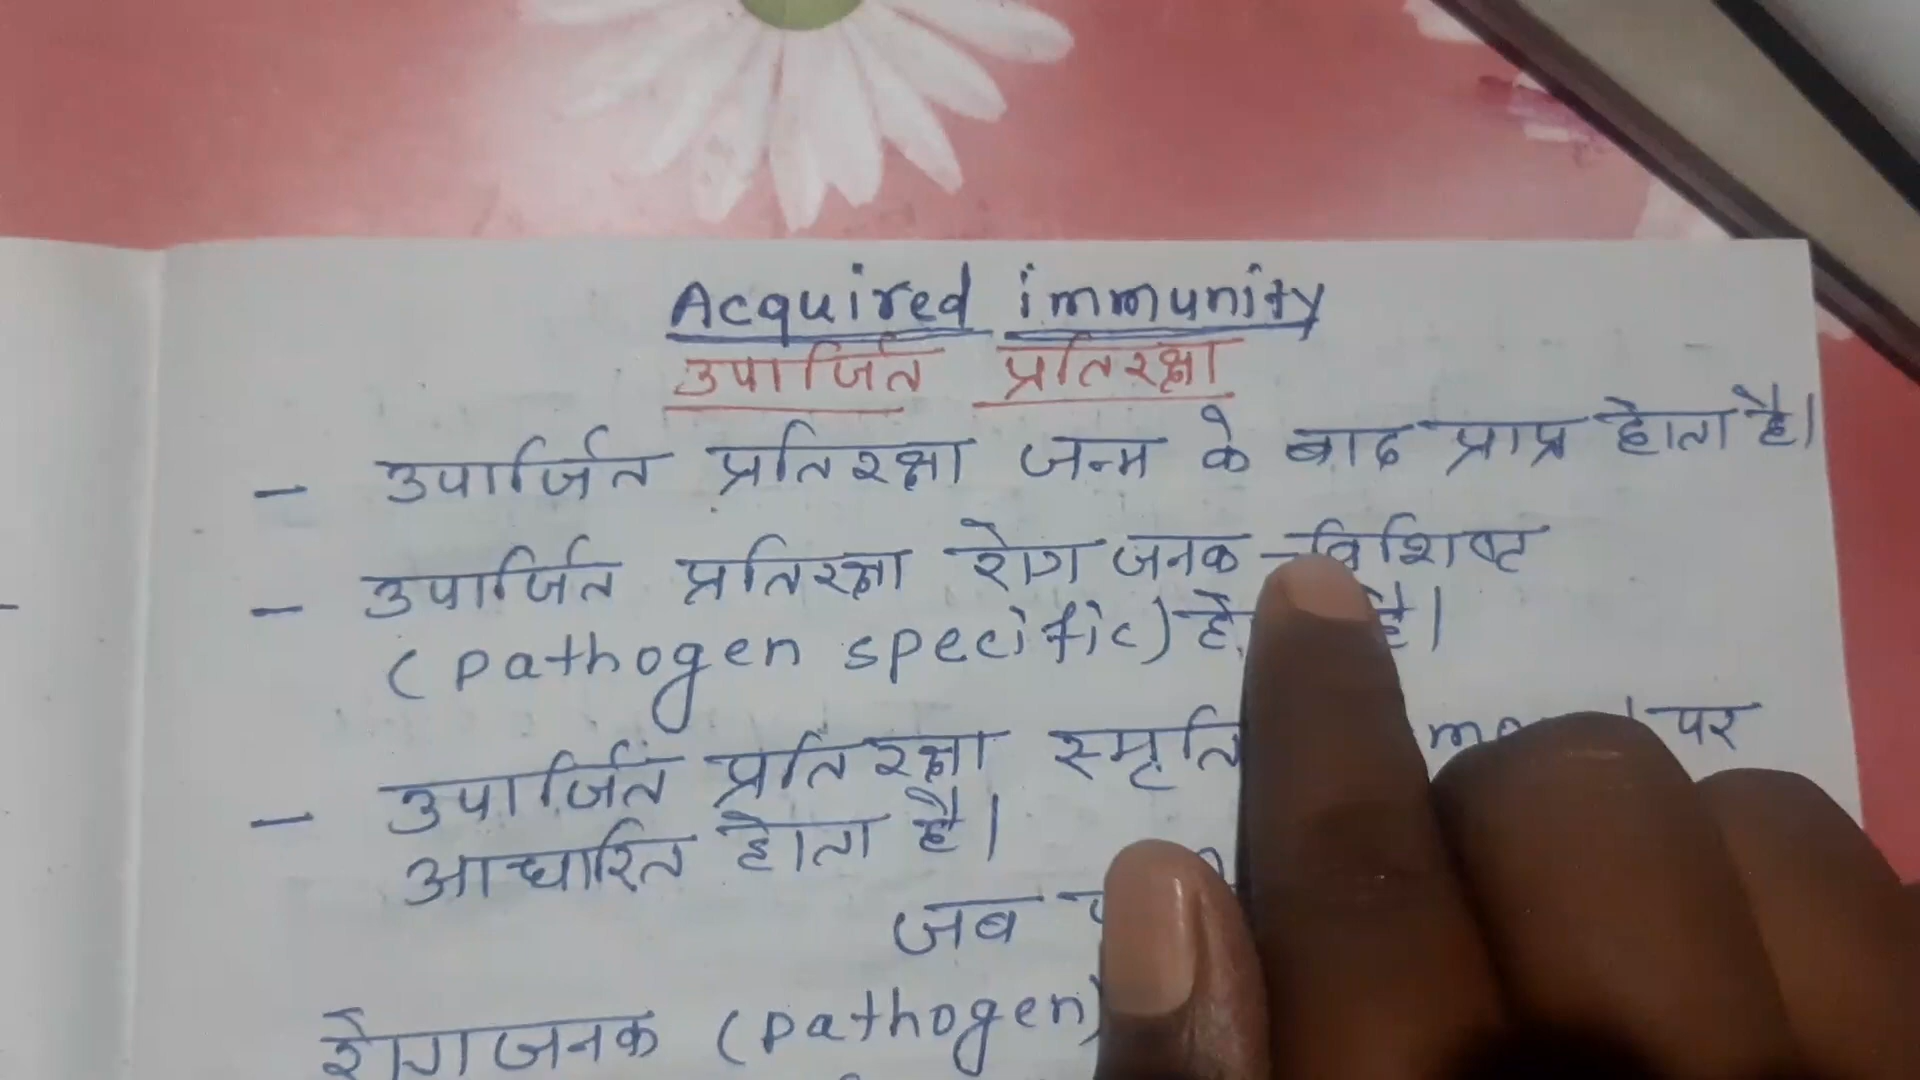 Acquired immunity
उपार्जित प्रतिरक्षा
- उपार्जित प्रतिरक्षा जन्म के बाद प्राप्त होता है।
- उपार्जित प्रतिरक्षा रोगजनक-विशिष्ट
(pathogen specific) है।
- उपार्जित प्रतिरक्षा स्मृति पर
आधारित होता है।
जब
रोगजनक (pathogen)